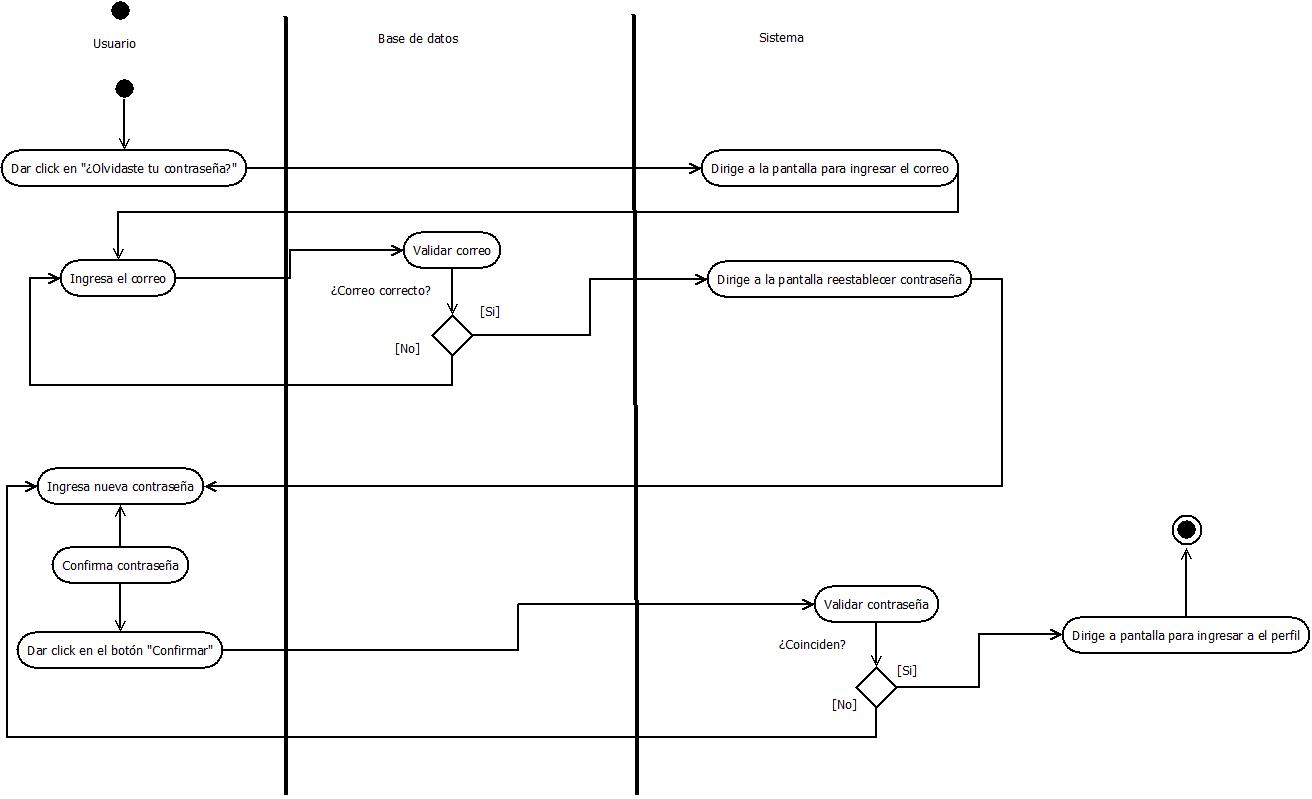 Usuario
Base de datos
Sistema
Dar click en "¿Olvidaste tu contraseña?"
Dirige a la pantalla para ingresar el correo
Ingresa el correo
Validar correo
¿Correo correcto?
[Si]
[No]
Dirige a la pantalla reestablecer contraseña
Ingresa nueva contraseña
Confirma contraseña
Dar click en el botón "Confirmar"
Validar contraseña
¿Coinciden?
[Si]
[No]
Dirige a pantalla para ingresar a el perfil